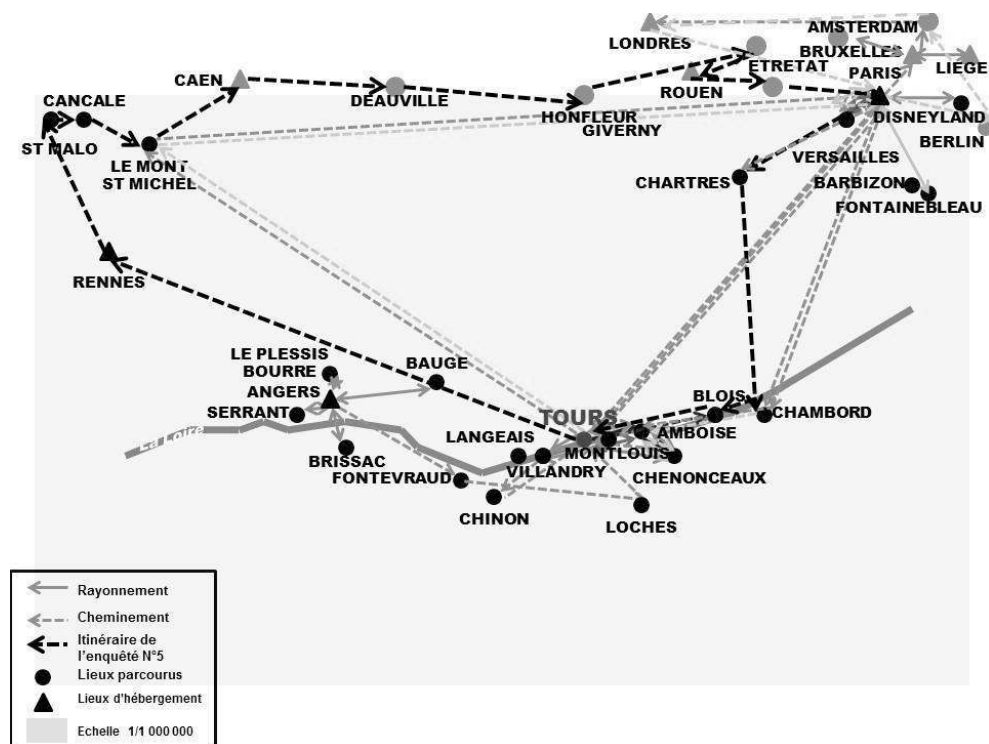 AMSTERDAM
LONDRES
BRUXELLES
ETRETAT
CAEN
PARIS
LIEGE
ROUEN
DEAUVILLE
CANCALE
HONFLEUR
DISNEYLAND
GIVERNY
BERLIN
ST MALO
LE MONT
ST MICHEL
VERSAILLES
CHARTRES
BARBIZON
FONTAINEBLEAU
RENNES
LE PLESSIS
BOURRE
BAUGE
ANGERS
BLOIS
SERRANT
TOURS
CHAMBORD
La Loire
LANGEAIS
AMBOISE
MONTLOUIS
BRISSAC
VILLANDRY
FONTEVRAUD
CHENONCEAUX
CHINON
LOCHES
Rayonnement
Cheminement
Itinéraire de
l'enquêté N°5
Lieux parcourus
Lieux d'hébergement
Echelle 1/1 000 000